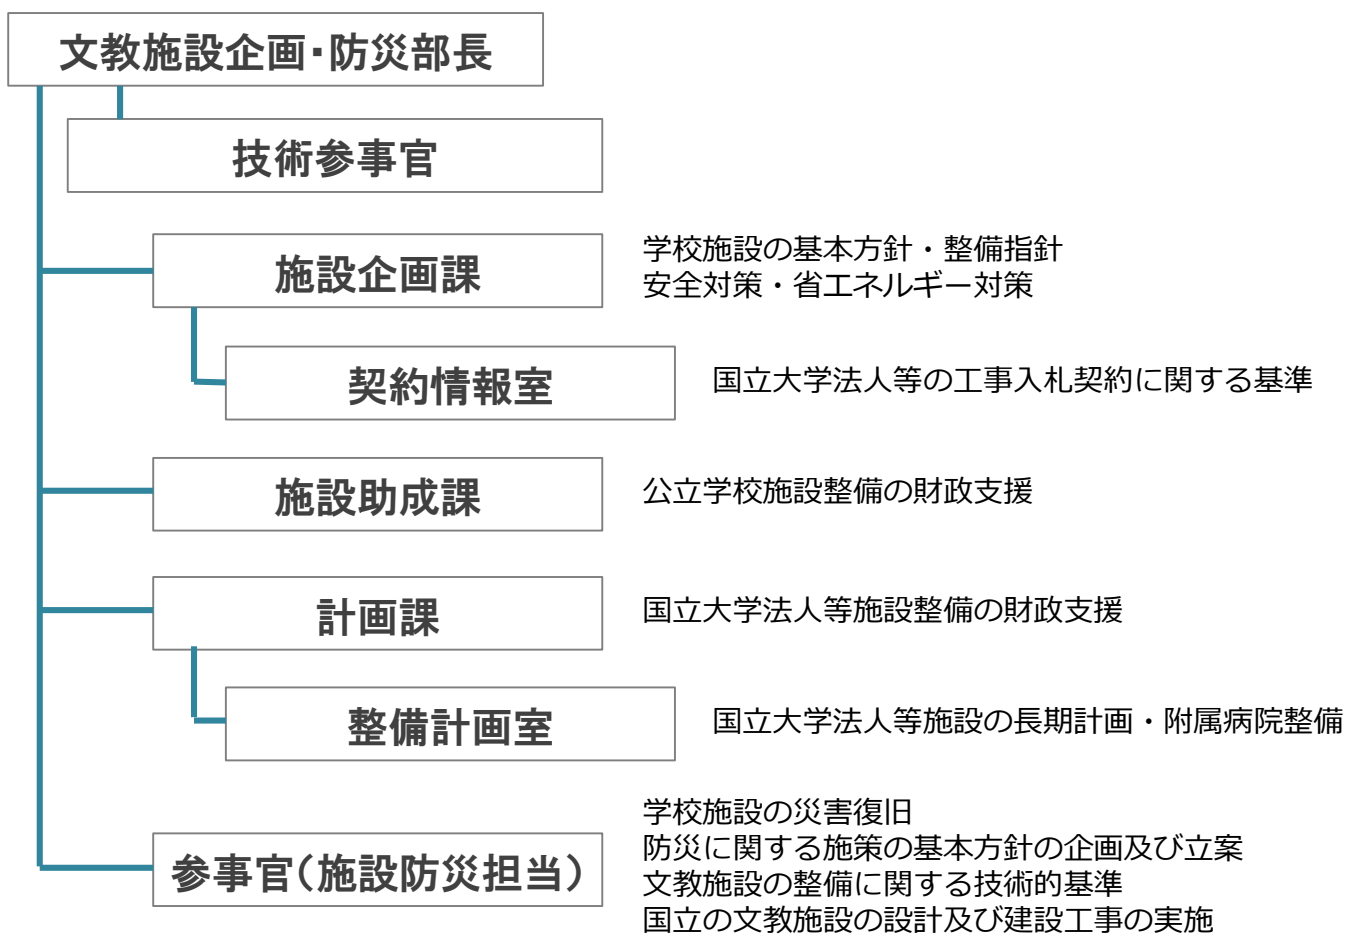 文教施設企画・防災部長
技術参事官
施設企画課
学校施設の基本方針・整備指針
安全対策・省エネルギー対策
契約情報室
国立大学法人等の工事入札契約に関する基準
施設助成課
公立学校施設整備の財政支援
計画課
国立大学法人等施設整備の財政支援
整備計画室
国立大学法人等施設の長期計画・附属病院整備
参事官(施設防災担当)
学校施設の災害復旧
防災に関する施策の基本方針の企画及び立案
文教施設の整備に関する技術的基準
国立の文教施設の設計及び建設工事の実施